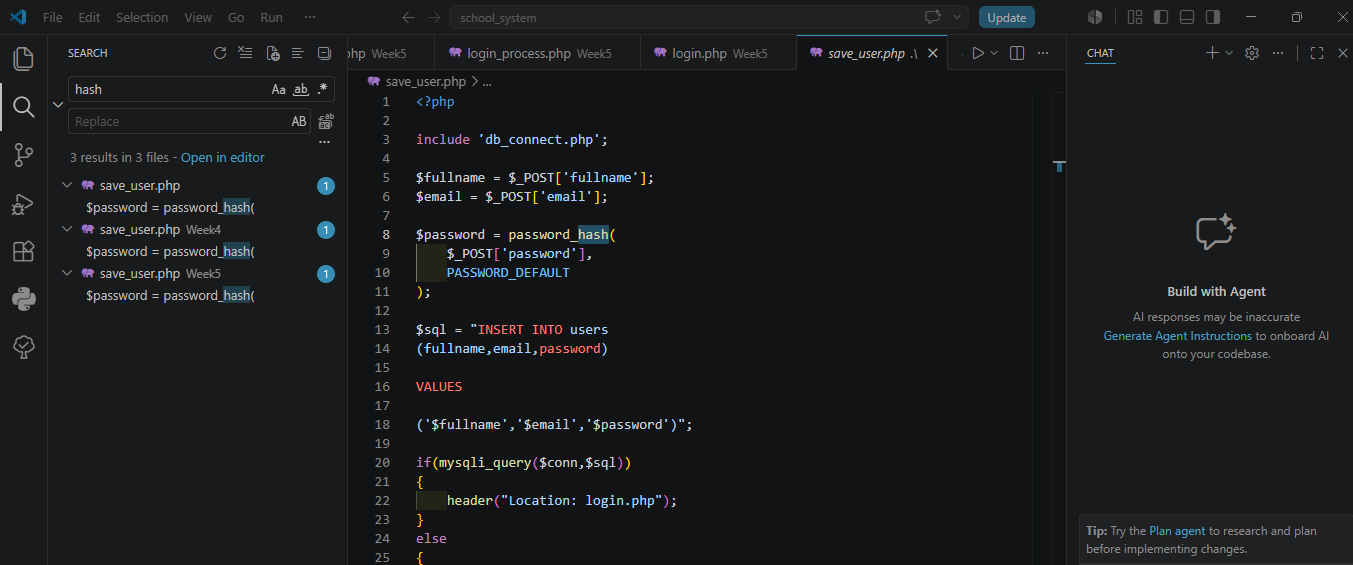 File Edit Selection View Go Run ···
school_system
Update
SEARCH
hash
Aa ab .*
Replace
AB
3 results in 3 files - Open in editor
save_user.php 1
$password = password_hash(
save_user.php Week4 1
$password = password_hash(
save_user.php Week5 1
$password = password_hash(
php Week5
login_process.php Week5
login.php Week5
save_user.php .\
save_user.php > ...
1 <?php
2
3 include 'db_connect.php';
4
5 $fullname = $_POST['fullname'];
6 $email = $_POST['email'];
7
8 $password = password_hash(
9 $_POST['password'],
10 PASSWORD_DEFAULT
11 );
12
13 $sql = "INSERT INTO users
14 (fullname,email,password)
15
16 VALUES
17
18 ('$fullname','$email','$password')";
19
20 if(mysqli_query($conn,$sql))
21 {
22 header("Location: login.php");
23 }
24 else
25 {
CHAT
Build with Agent
AI responses may be inaccurate
Generate Agent Instructions to onboard AI
onto your codebase.
Tip: Try the Plan agent to research and plan
before implementing changes.